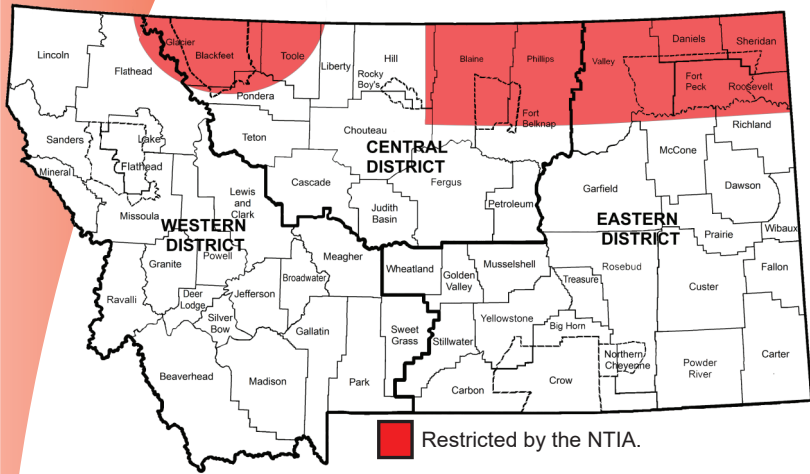 Lincoln
Flathead
Glacier
Blackfeet
Toole
Liberty
Hill
Rocky
Boy's
Blaine
Phillips
Valley
Daniels
Sheridan
Fort
Peck
Roosevelt
Pondera
Fort
Belknap
Richland
Sanders
Lake
Flathead
Teton
Chouteau
CENTRAL
DISTRICT
McCone
Mineral
Missoula
Lewis
and
Clark
Cascade
Judith
Basin
Fergus
Petroleum
Garfield
Dawson
WESTERN
DISTRICT
EASTERN
DISTRICT
Prairie
Wibaux
Granite
Powell
Meagher
Broadwater
Wheatland
Golden
Valley
Musselshell
Rosebud
Treasure
Custer
Fallon
Ravalli
Deer
Lodge
Silver
Bow
Jefferson
Gallatin
Sweet
Grass
Stillwater
Yellowstone
Big Horn
Northern
Cheyenne
Powder
River
Carter
Beaverhead
Madison
Park
Carbon
Crow
Restricted by the NTIA.